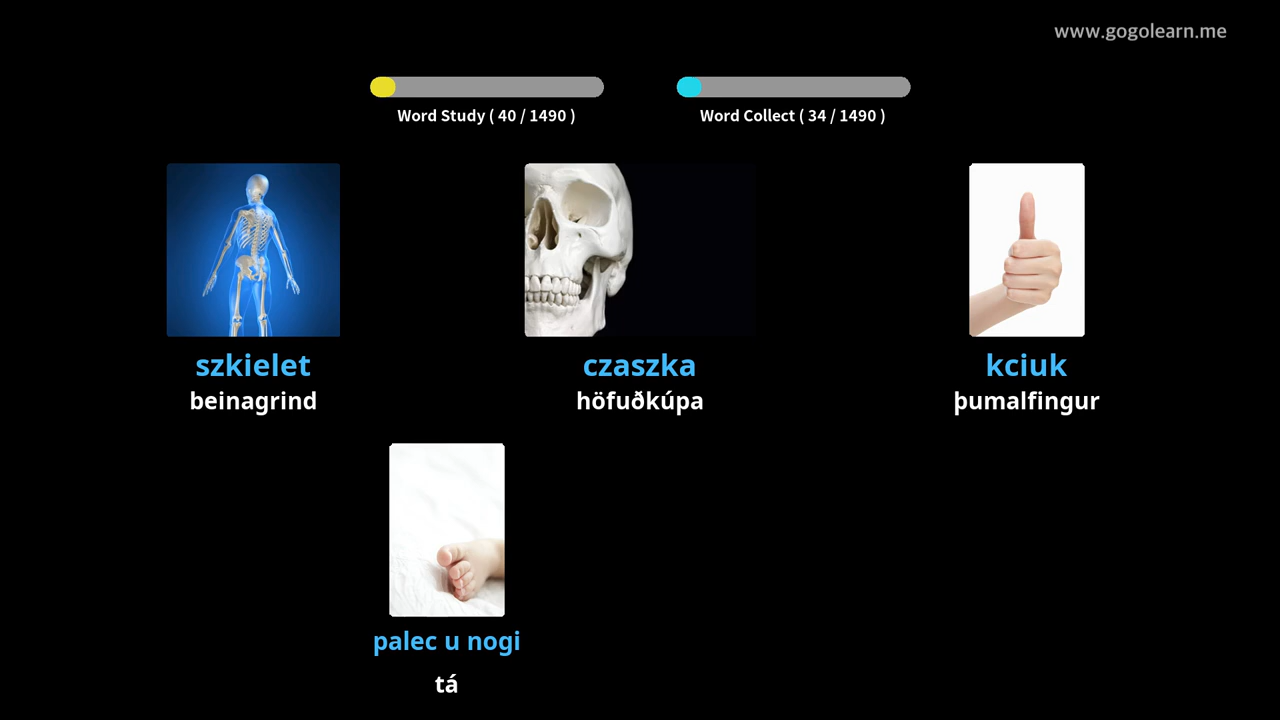 www.gogolearn.me
Word Study ( 40 / 1490 )
Word Collect ( 34 / 1490 )
szkielet
beinagrind
czaszka
höfuðkúpa
kciuk
þumalfingur
palec u nogi
tá